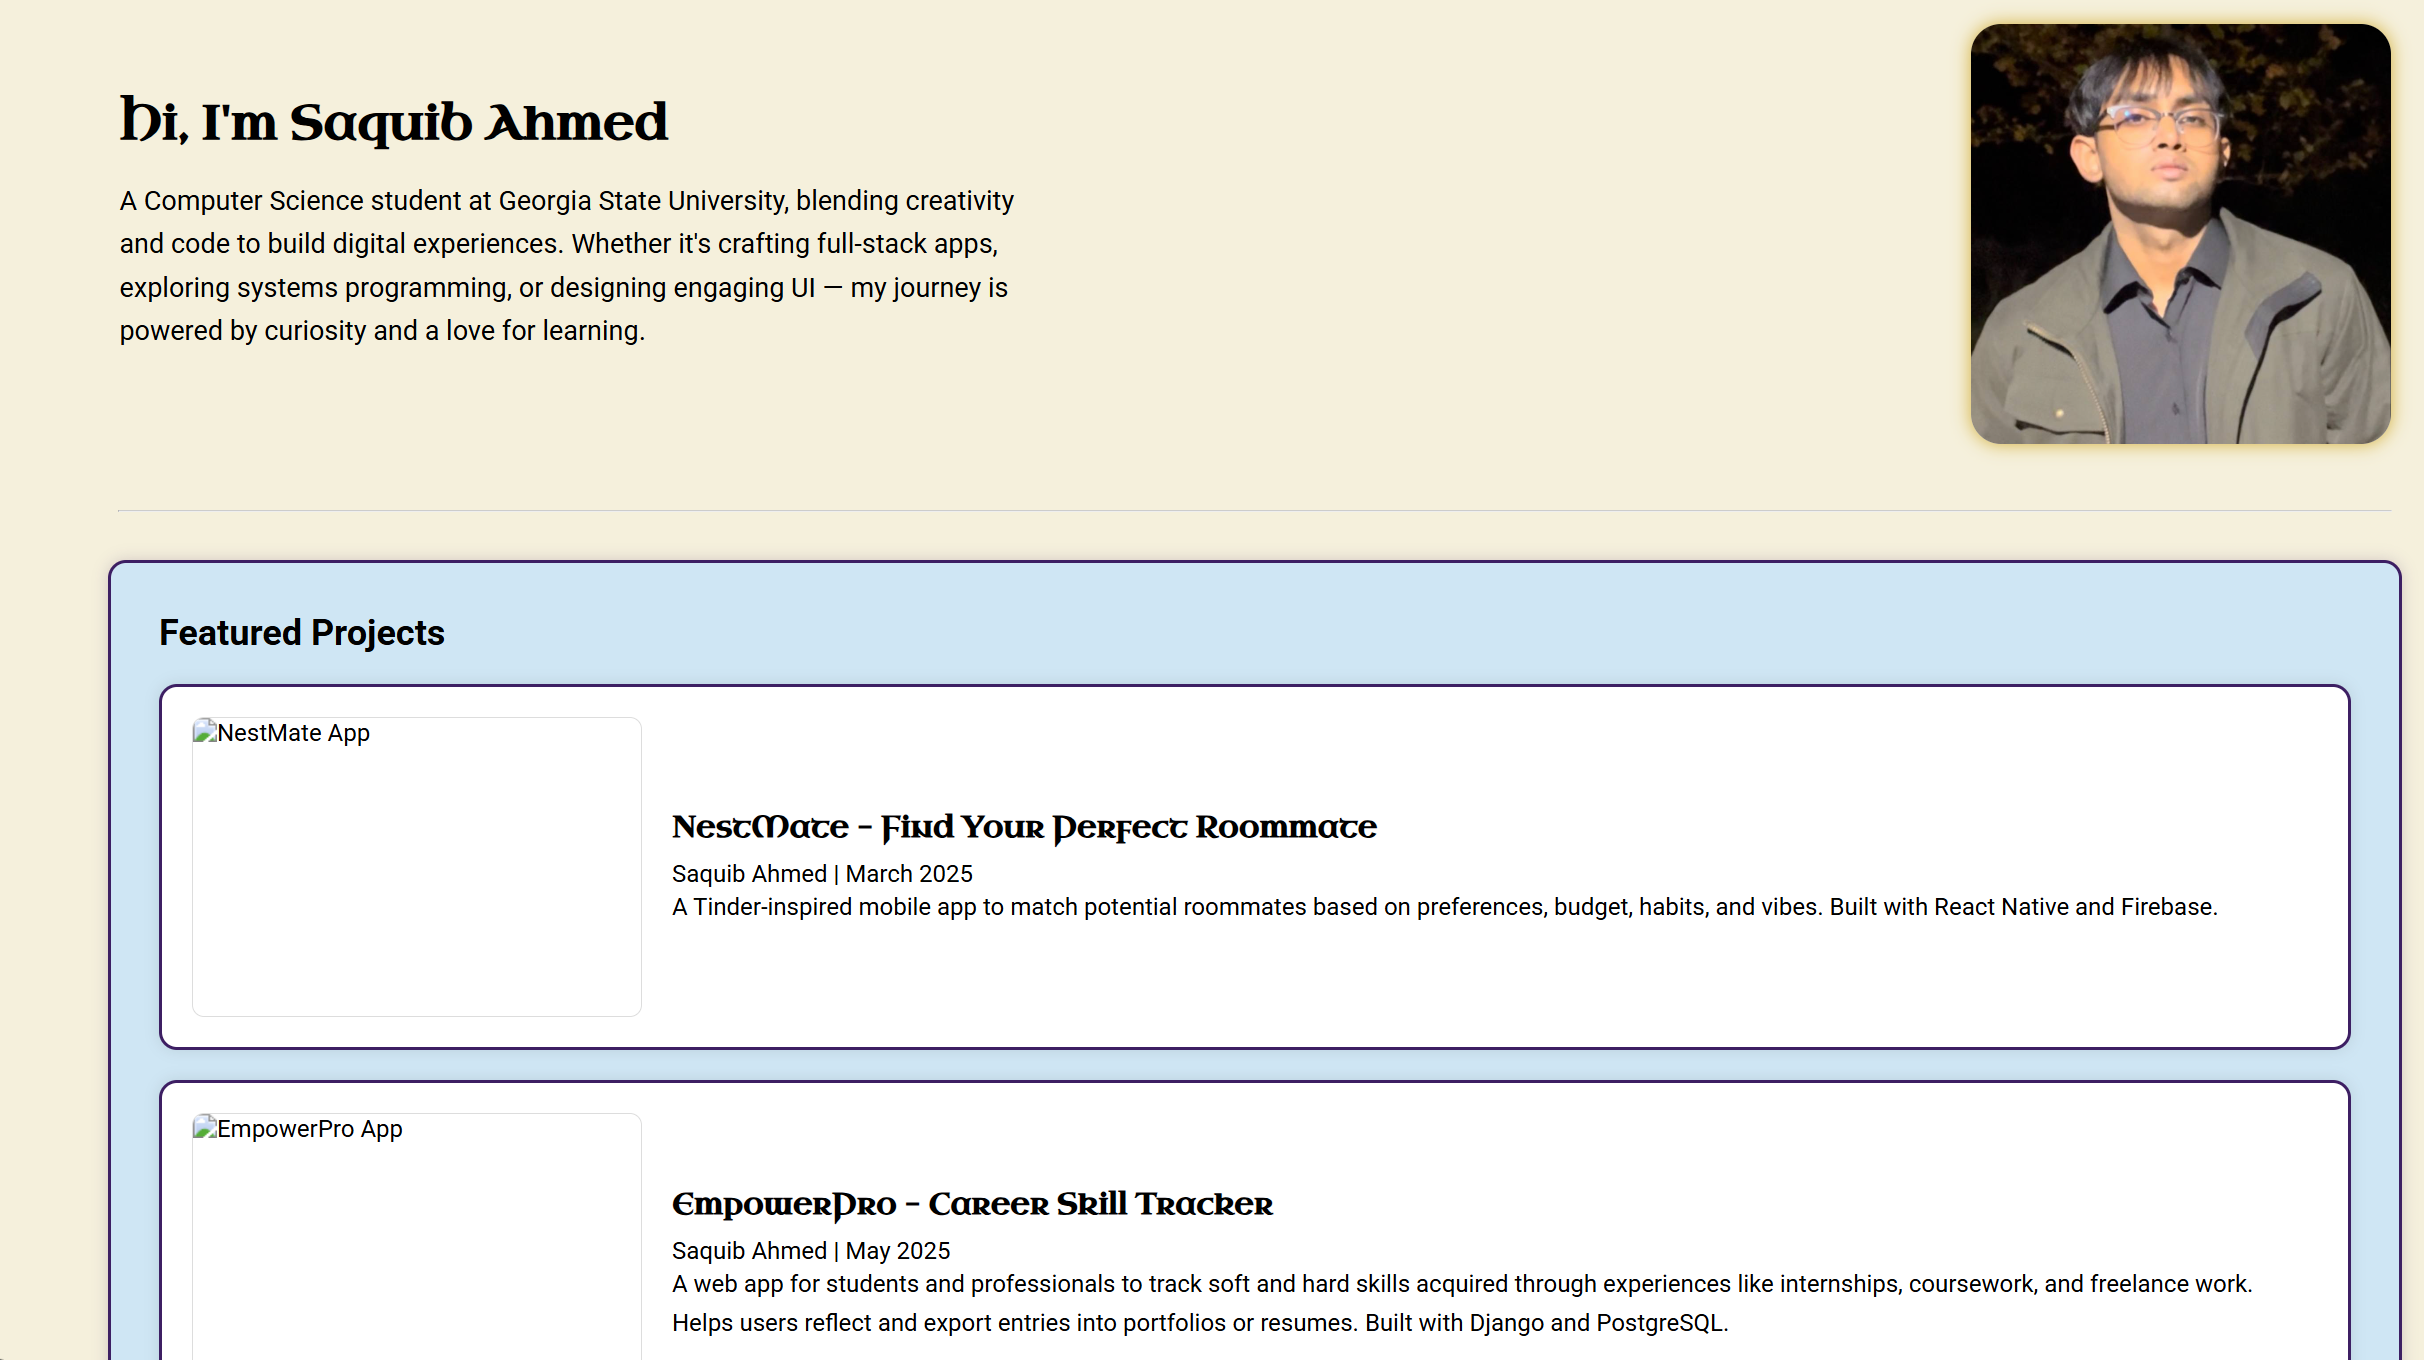 Hi, I'm Saquib Ahmed
A Computer Science student at Georgia State University, blending creativity
and code to build digital experiences. Whether it's crafting full-stack apps,
exploring systems programming, or designing engaging UI — my journey is
powered by curiosity and a love for learning.
Featured Projects
NestMate App
NestMate - Find Your Perfect Roommate
Saquib Ahmed | March 2025
A Tinder-inspired mobile app to match potential roommates based on preferences, budget, habits, and vibes. Built with React Native and Firebase.
EmpowerPro App
EmpowerPro - Career Skill Tracker
Saquib Ahmed | May 2025
A web app for students and professionals to track soft and hard skills acquired through experiences like internships, coursework, and freelance work.
Helps users reflect and export entries into portfolios or resumes. Built with Django and PostgreSQL.